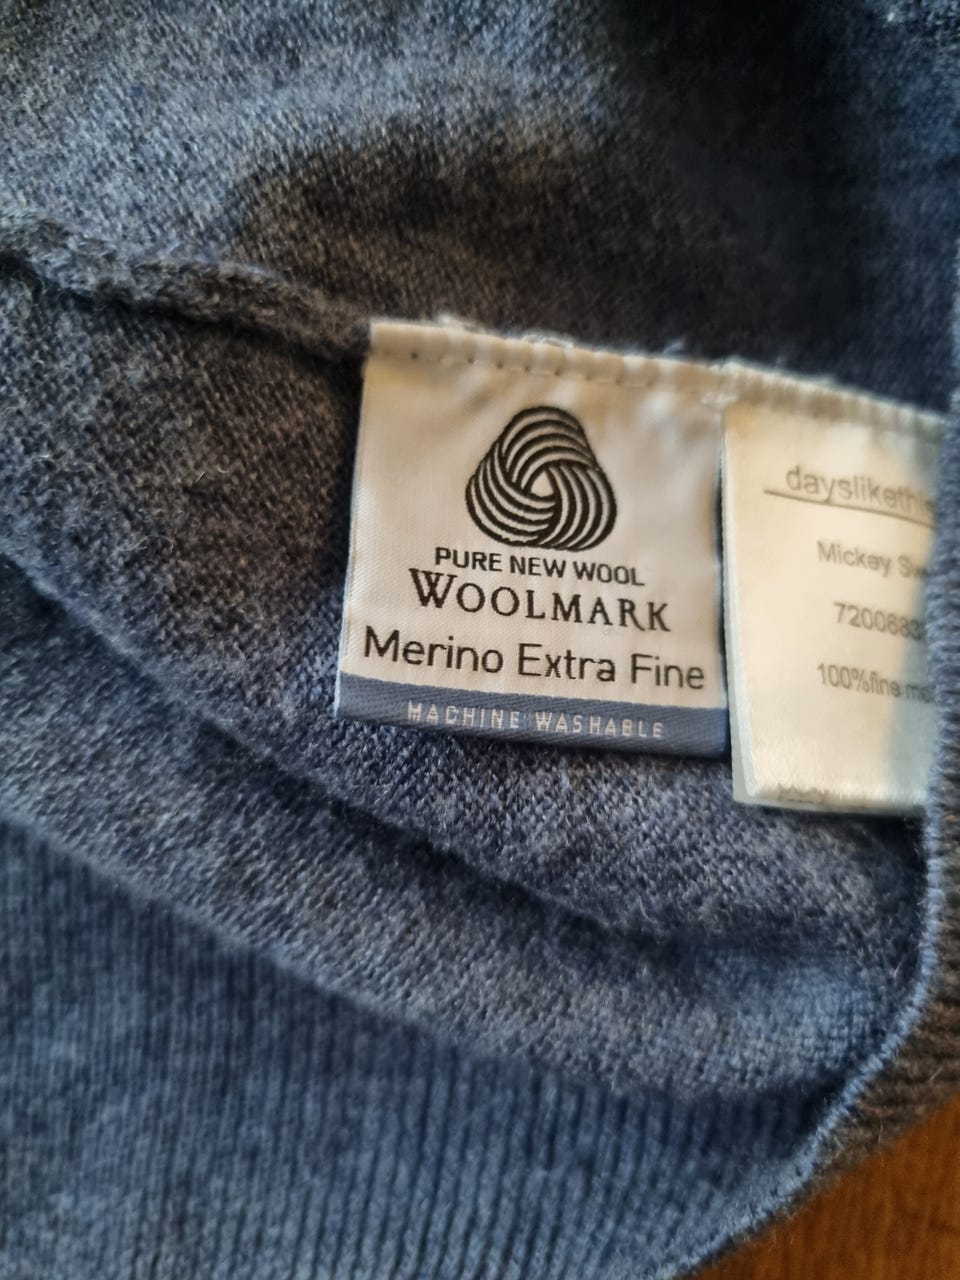 PURE NEW WOOL
WOOLMARK
Merino Extra Fine
MACHINE WASHABLE
dayslikethis
Mickey
100%fine